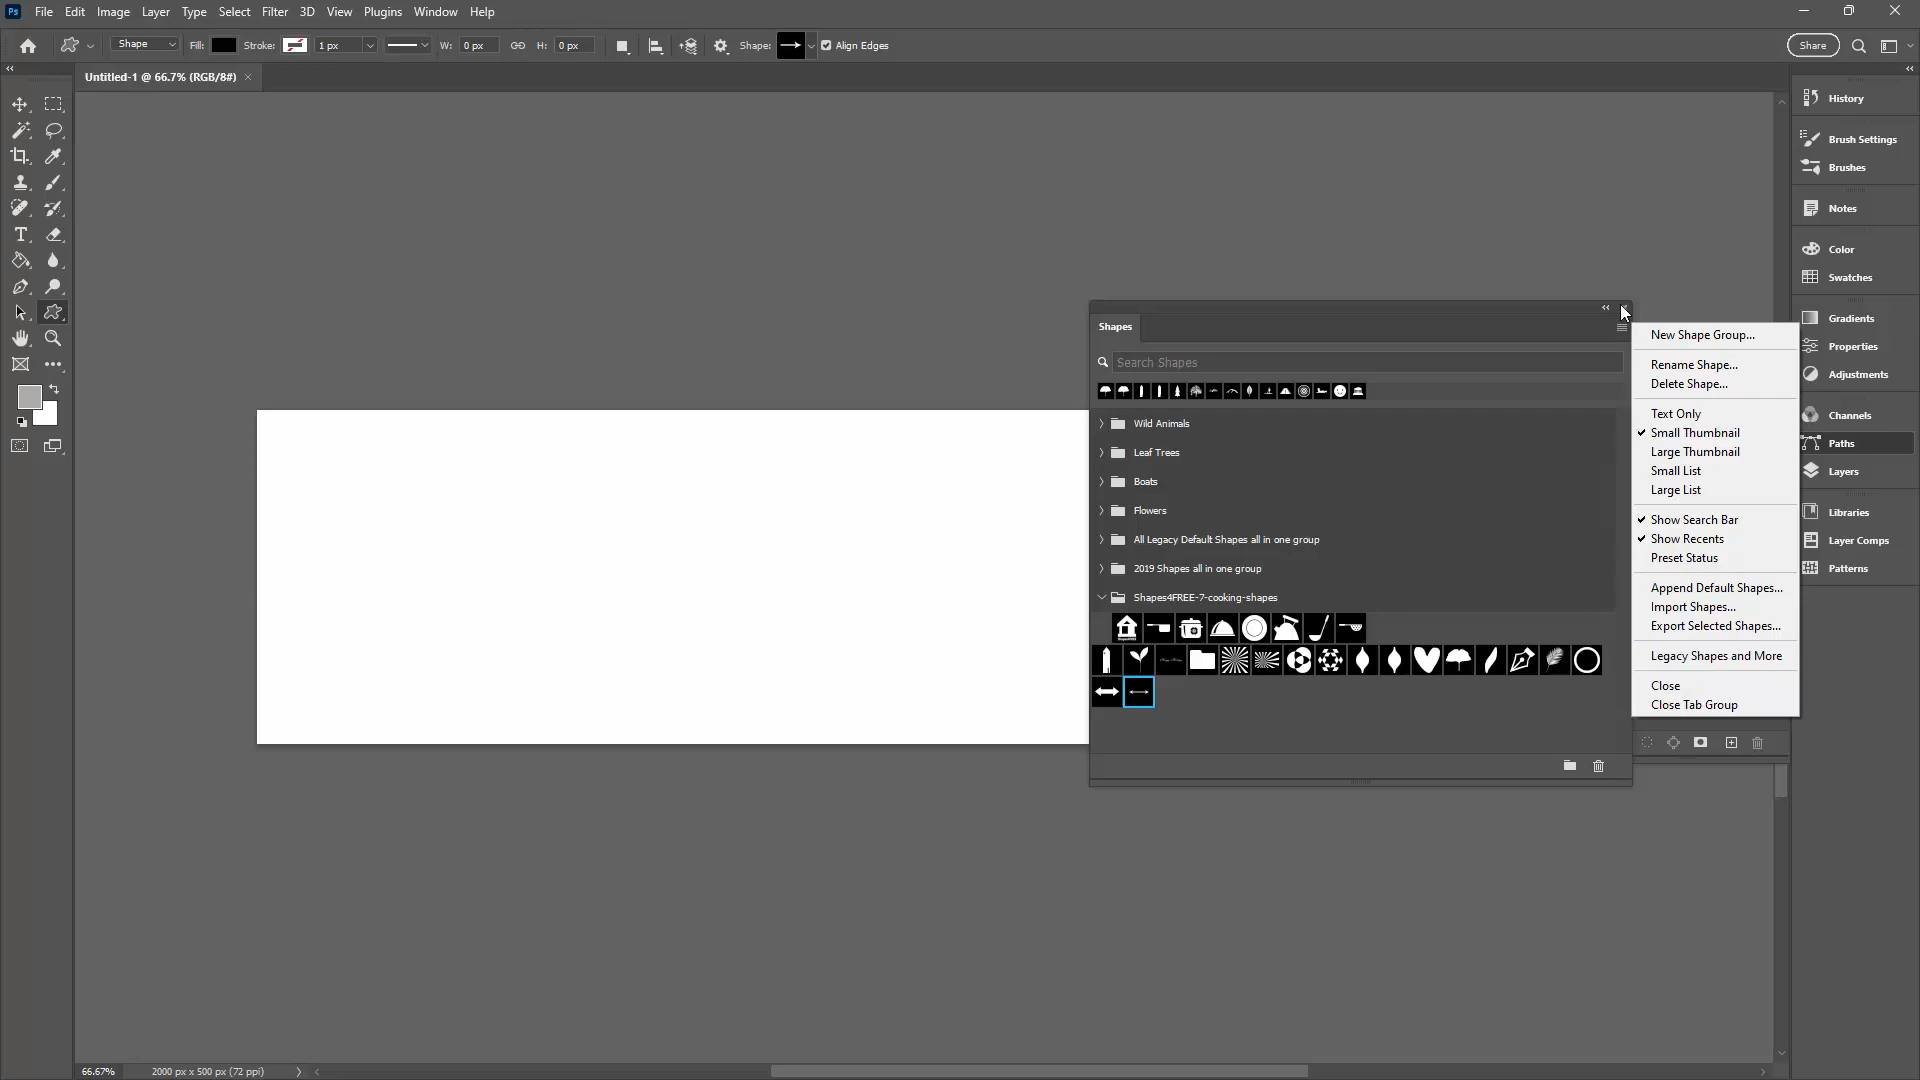 Ps File Edit Image Layer Type Select Filter 3D View Plugins Window Help
Shape Fill: Stroke: 1 px W: 0 px H: 0 px Shape: Align Edges Share
Untitled-1 @ 66.7% (RGB/8#)
History
Brush Settings
Brushes
Notes
Color
Swatches
Gradients
Properties
Adjustments
Channels
Paths
Layers
Libraries
Layer Comps
Patterns
Shapes
Search Shapes
Wild Animals
Leaf Trees
Boats
Flowers
All Legacy Default Shapes all in one group
2019 Shapes all in one group
Shapes4FREE-7-cooking-shapes
New Shape Group...
Rename Shape...
Delete Shape...
Text Only
Small Thumbnail
Large Thumbnail
Small List
Large List
Show Search Bar
Show Recents
Preset Status
Append Default Shapes...
Import Shapes...
Export Selected Shapes...
Legacy Shapes and More
Close
Close Tab Group
66.67% 2000 px x 500 px (72 ppi)